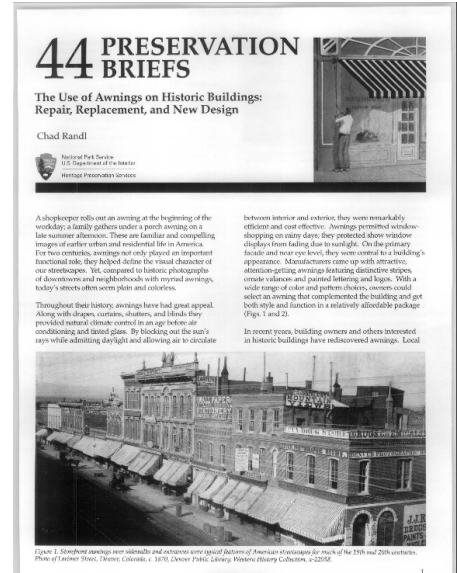 44 PRESERVATION
BRIEFS
The Use of Awnings on Historic Buildings:
Repair, Replacement, and New Design
Chad Randl
National Park Service
U.S. Department of the Interior
Heritage Preservation Services
A shopkeeper rolls out an awning at the beginning of the
workday; a family gathers under a porch awning on a
late summer afternoon. These are familiar and compelling
images of earlier urban and residential life in America.
For two centuries, awnings not only played an important
functional role, they helped define the visual character of
our streetscapes. Yet, compared to historic photographs
of downtowns and neighborhoods with myriad awnings,
today's streets often seem plain and colorless.
Throughout their history, awnings have had great appeal.
Along with drapes, curtains, shutters, and blinds they
provided natural climate control in an age before air
conditioning and tinted glass. By blocking out the sun's
rays while admitting daylight and allowing air to circulate
between interior and exterior, they were remarkably
efficient and cost effective. Awnings permitted window-
shopping on rainy days; they protected show window
displays from fading due to sunlight. On the primary
facade and near eye level, they were central to a building's
appearance. Manufacturers came up with attractive,
attention-getting awnings featuring distinctive stripes,
ornate valances and painted lettering and logos. With a
wide range of color and pattern choices, owners could
select an awning that complemented the building and got
both style and function in a relatively affordable package
(Figs. 1 and 2).
In recent years, building owners and others interested
in historic buildings have rediscovered awnings. Local
WALL PAPER
STATIONERY
CITY DRUG STORE
DRUGS
J.J.R
DRUGS
PAINTS
Figure 1. Storefront awnings over sidewalks and entrances were typical features of American streetscapes for much of the 19th and 20th centuries.
Photo of Larimer Street, Denver, Colorado, c. 1870, Denver Public Library, Western History Collection, x-22058.
1